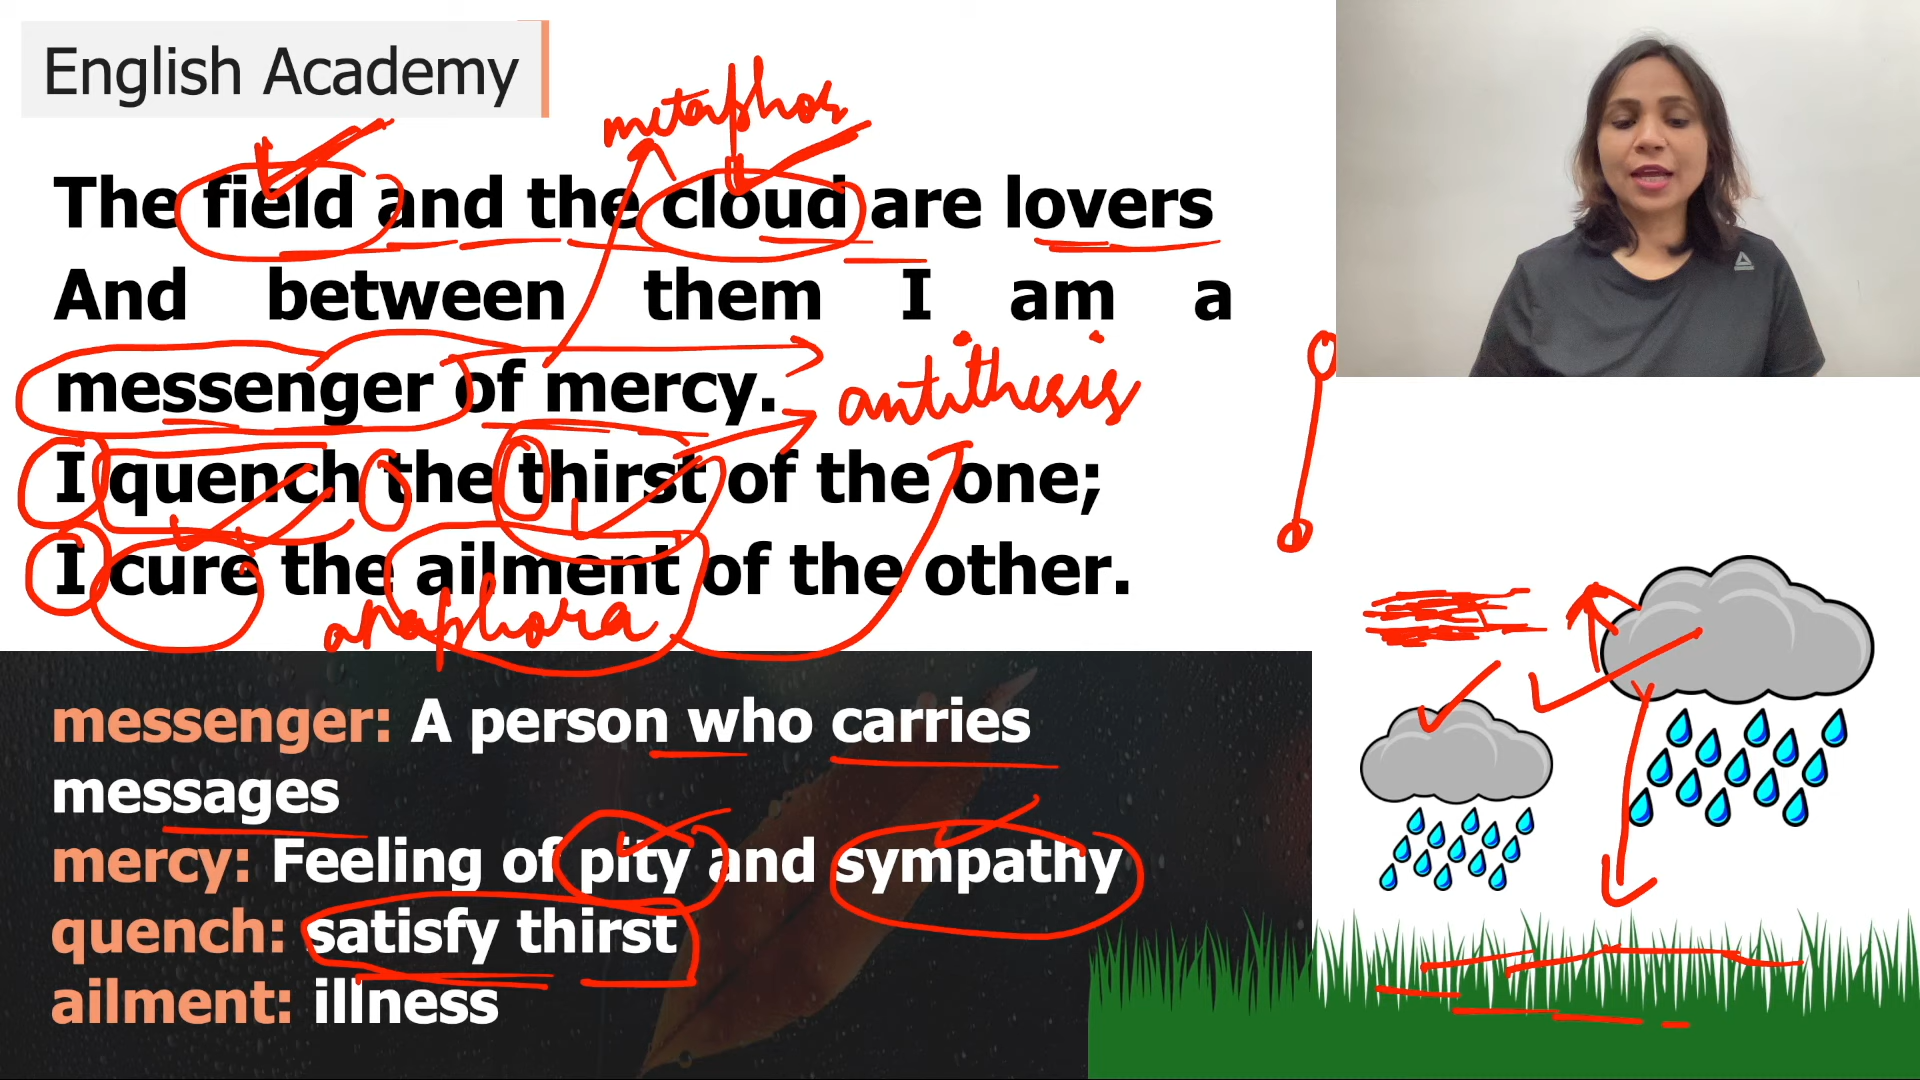 English Academy
metaphor
The field and the cloud are lovers
And between them I am a
messenger of mercy.
antithesis
I quench the thirst of the one;
I cure the ailment of the other.
anaphora
messenger: A person who carries
messages
mercy: Feeling of pity and sympathy
quench: satisfy thirst
ailment: illness